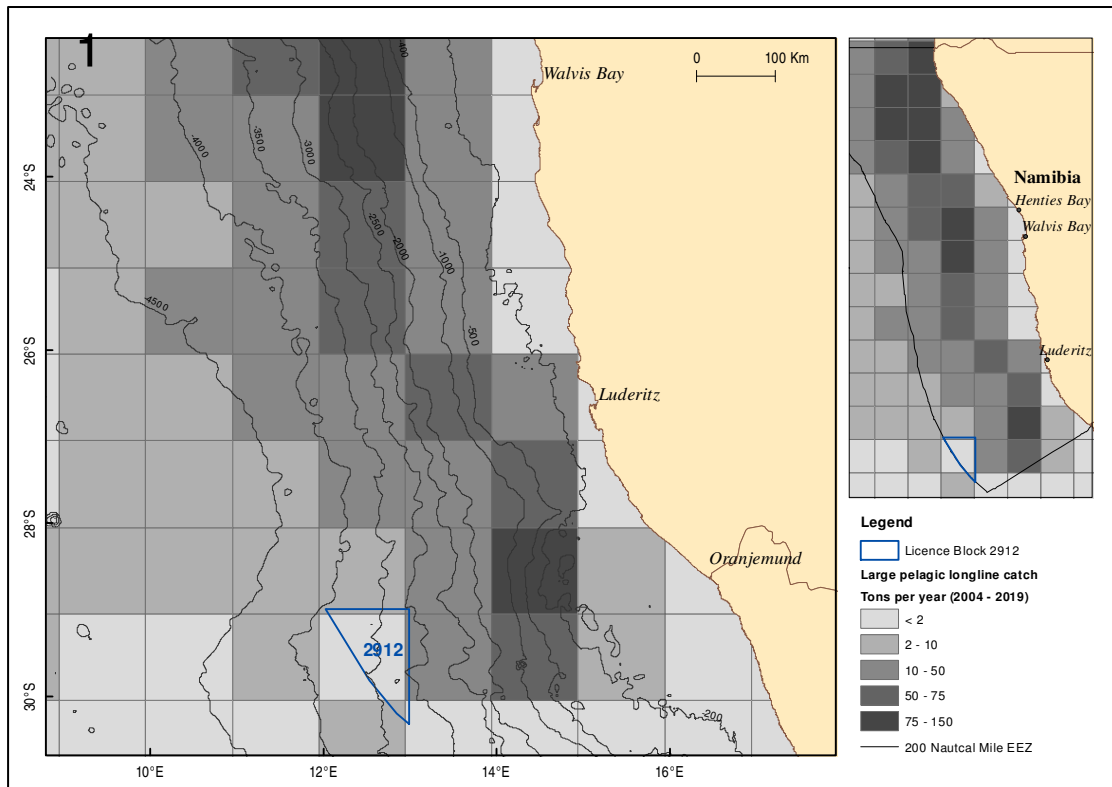 1
Walvis Bay
0 100 Km
-400
-4000
-3500
-3000
-2500
-2000
-1000
-500
-4500
-200
24°S
26°S
28°S
30°S
Luderitz
Oranjemund
2912
10°E 12°E 14°E 16°E
Namibia
Henties Bay
Walvis Bay
Luderitz
Legend
Licence Block 2912
Large pelagic longline catch
Tons per year (2004 - 2019)
< 2
2 - 10
10 - 50
50 - 75
75 - 150
200 Nautcal Mile EEZ